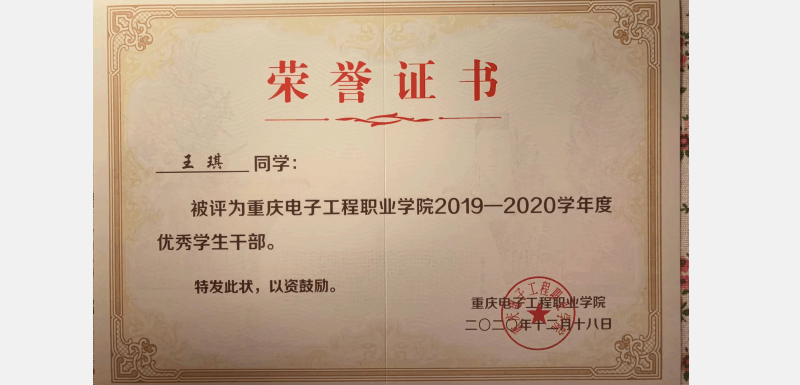 荣誉证书
王琪 同学：
被评为重庆电子工程职业学院2019—2020学年度
优秀学生干部。
特发此状，以资鼓励。
重庆电子工程职业学院
二〇二〇年十二月十八日
重庆电子工程职业学院